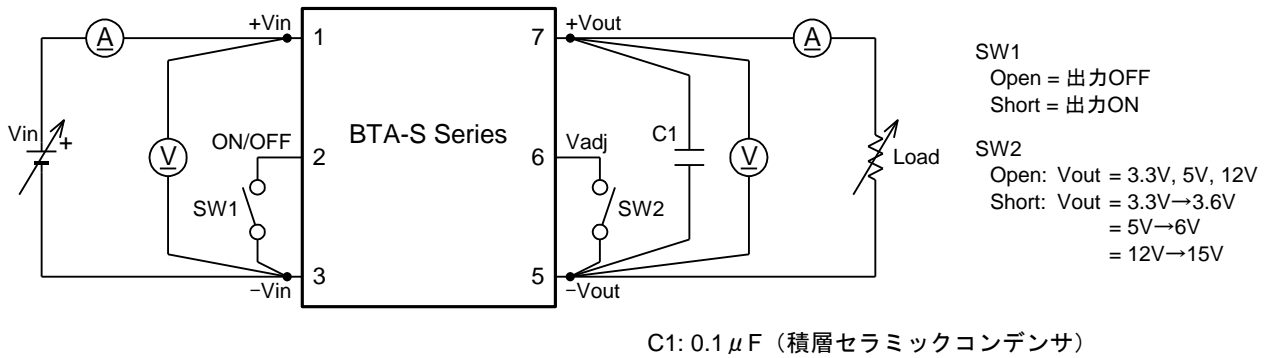 +Vin
A
1
Vin
+
V
ON/OFF
2
SW1
3
−Vin
BTA-S Series
7
+Vout
A
6
Vadj
SW2
C1
V
Load
5
−Vout
SW1
Open = 出力OFF
Short = 出力ON
SW2
Open: Vout = 3.3V, 5V, 12V
Short: Vout = 3.3V→3.6V
= 5V→6V
= 12V→15V
C1: 0.1μF（積層セラミックコンデンサ）